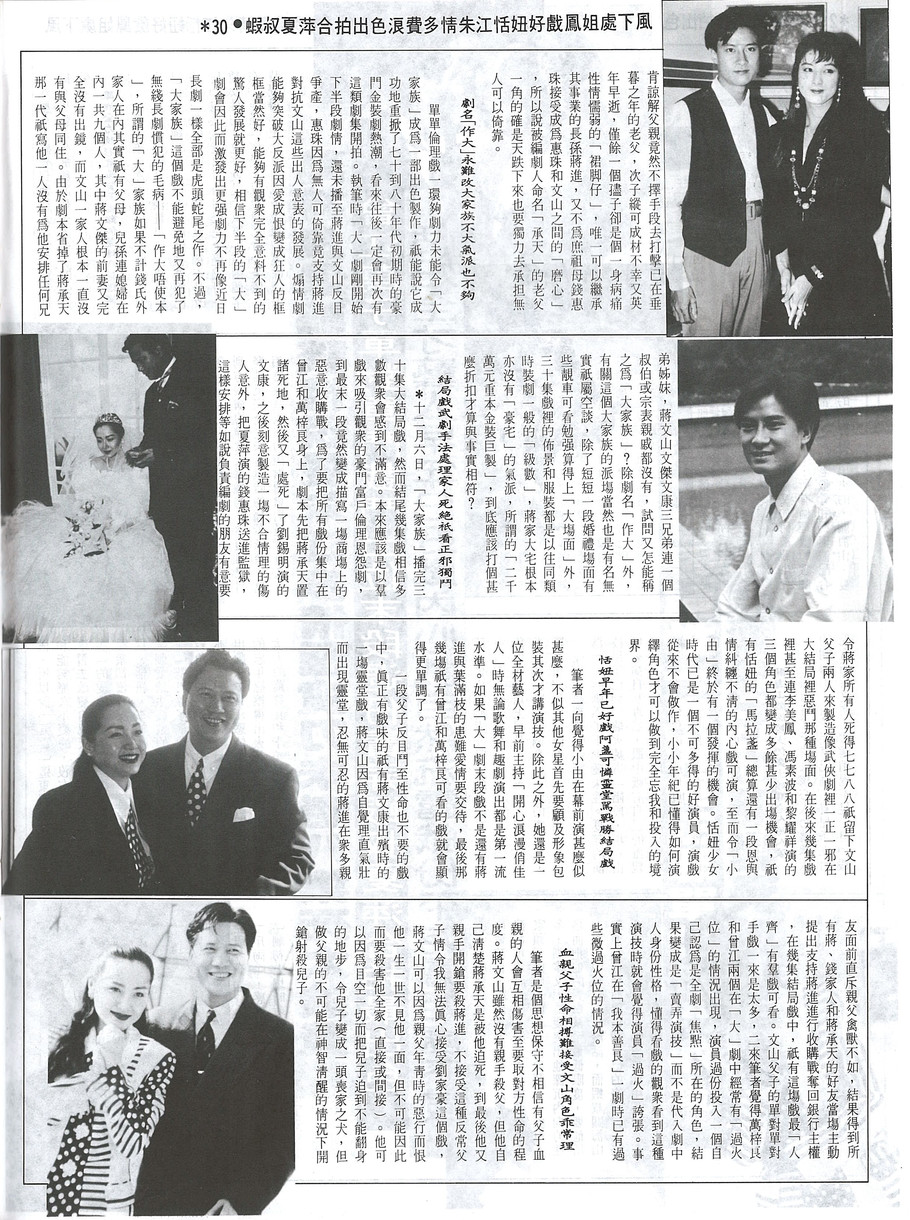 風下處姐鳳戲好妞恬江朱情多費淚色出拍合萍夏叔蝦●30*
肯諒解父親竟然不擇手段去打擊已在垂
暮之年的老父，次子縱可成材不幸又英
年早逝，僅餘一個孻子卻是個一身病痛
性情懦弱的「裙脚仔」，唯一可以繼承
其事業的長孫蔣進，又不為庶祖母錢惠
珠接受成爲惠珠和文山之間的「磨心」
，所以說被編劇人命名「承天」的老父
一角的確是天跌下來也要獨力去承担無
人可以倚靠。
劇名「作大」永難改大家族不大氣派也不夠
單單倫理戲一環夠劇力未能令「大
家族」成爲一部出色製作，祇能說它成
功地重掀了七十到八十年代初期時的豪
門金裝劇熱潮，看來往後一定會再次有
這類劇集開拍。執筆時「大」劇剛開始
下半段劇情，還未播至蔣進與文山反目
爭產，惠珠因爲無人可倚靠竟支持蔣進
對抗文山這些出人意表的發展。煽情劇
能夠突破大反派因愛成恨變成狂人的框
框當然好，能夠有觀衆完全意料不到的
驚人發展就更好，相信下半段的「大」
劇會因此而激發出更強劇力不再像近日
長劇一樣全部是虎頭蛇尾之作。不過，
「大家族」這個戲不能避免地又再犯了
無綫長劇慣犯的毛病——「作大唔使本
」，所謂的「大」家族如果不計錢氏外
家人在內其實祇有父母，兒孫連媳婦在
內一共九個人，其中蔣文傑的前妻又完
全沒有出鏡，而文山一家人根本一直沒
有與父母同住。由於劇本省掉了蔣承天
那一代祇寫他一人沒有爲他安排任何兄
弟姊妹，蔣文山文傑文康三兄弟連一個
叔伯或宗表親戚都沒有，試問又怎能稱
之爲「大家族」？除劇名「作大」外，
有關這個大家族的派塲當然也是有名無
實祇屬空談，除了短短一段婚禮塲面有
些靚車可看勉強算得上「大塲面」外，
三十集戲裡的佈景和服裝都是以往同類
時裝劇一般的「級數」，蔣家大宅根本
亦沒有「豪宅」的氣派，所謂的「二千
萬元重本金裝巨製」，到底應該打個甚
麼折扣才算與事實相符？
結局戲武劇手法處理家人死絕祇看正邪獨鬥
＊十二月六日，「大家族」播完三
十集大結局戲，然而結尾幾集戲相信多
數觀衆會感到不滿意。本來應該是以羣
戲來吸引觀衆的豪門富戶倫理恩怨劇，
到最末一段竟然變成描寫一塲商塲上的
惡意收購戰，爲了要把所有戲份集中在
曾江和萬梓良身上，劇本先把蔣承天置
諸死地，然後又「處死」了劉錫明演的
文康，之後刻意製造一塲不合情理的傷
人意外，把夏萍演的錢惠珠送進監獄，
這樣安排等如說負責編劇的朋友有意要
令蔣家所有人死得七七八八祇留下文山
父子兩人來製造像武俠劇裡一正一邪在
大結局裡惡鬥那種塲面。在後來幾集戲
裡甚至連李美鳳、馮素波和黎耀祥演的
三個角色都變成多餘甚少出塲機會，祇
有恬妞的「馬拉盞」總算還有一段恩與
情糾纏不清的內心戲可演，至而令「小
由」終於有一個發揮的機會。恬妞少女
時代已是一個不可多得的好演員，演戲
從來不會做作，小小年紀已懂得如何演
繹角色才可以做到完全忘我和投入的境
界。
恬妞早年已好戲阿盞可憐靈堂罵戰勝結局戲
筆者一向覺得小由在幕前演甚麼似
甚麼，不似其他女星首先要顧及形象包
裝其次才講演技。除此之外，她還是一
位全材藝人，早前主持「開心浪漫俏佳
人」時無論歌舞和趣劇演出都是第一流
水準。如果「大」劇末段戲不是還有蔣
進與葉滿枝的患難愛情要交待，最後那
幾塲祇有曾江和萬梓良可看的戲就會顯
得更單調了。
一段父子反目鬥至性命也不要的戲
中，眞正有戲味的祇有蔣文康出殯時的
一塲靈堂戲，蔣文山因爲自覺理直氣壯
而出現靈堂，忍無可忍的蔣進在衆多親
友面前直斥親父禽獸不如，結果得到所
有蔣、錢家人和蔣承天的好友當塲主動
提出支持蔣進進行收購戰奪回銀行主權
，在幾集結局戲中，祇有這塲戲最「人
齊」有羣戲可看。文山父子的單對單對
手戲一來是太多，二來筆者覺得萬梓良
和曾江兩個在「大」劇中經常有「過火
位」的情況出現，演員過份投入一個自
己認爲是全劇「焦點」所在的角色，結
果變成是「賣弄演技」而不是代入劇中
人身份性格，懂得看戲的觀衆看到這種
演技時就會覺得演員「過火」誇張。事
實上曾江在「我本善良」一劇時已有過
些微過火位的情況。
血親父子性命相搏難接受文山角色乖常理
筆者是個思想保守不相信有父子血
親的人會互相傷害至要取對方性命的程
度。蔣文山雖然沒有親手殺父，但他自
己清楚蔣承天是被他迫死，到最後他又
親手開鎗要殺蔣進，不接受這種反常父
子情令我無法眞心接受劉家豪這個戲，
蔣文山可以因爲親父年靑時的惡行而恨
他一生一世不見他一面，但不可能因此
而要殺害他全家（直接或間接）。他可
以因爲目空一切而把兒子迫到不能翻身
的地步，令兒子變成一頭喪家之犬，但
做父親的不可能在神智淸醒的情況下開
鎗射殺兒子。